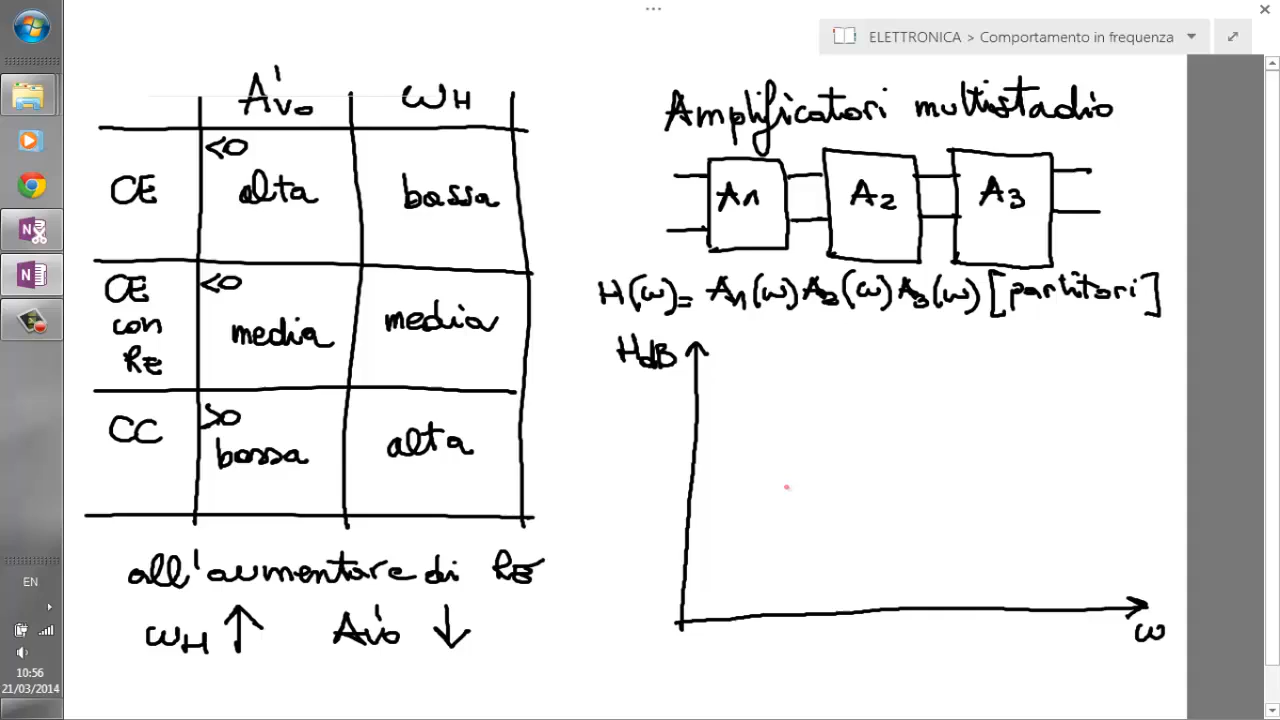 ELETTRONICA > Comportamento in frequenza
A'vo ωH
CE <0 alta bassa
CE con RE <0 media media
CC >0 bassa alta
all'aumentare di RE
ωH ↑ A'vo ↓
Amplificatori multistadio
A1 A2 A3
H(ω)= A1(ω) A2(ω) A3(ω) [partitori]
HdB
ω
EN
10:56
21/03/2014